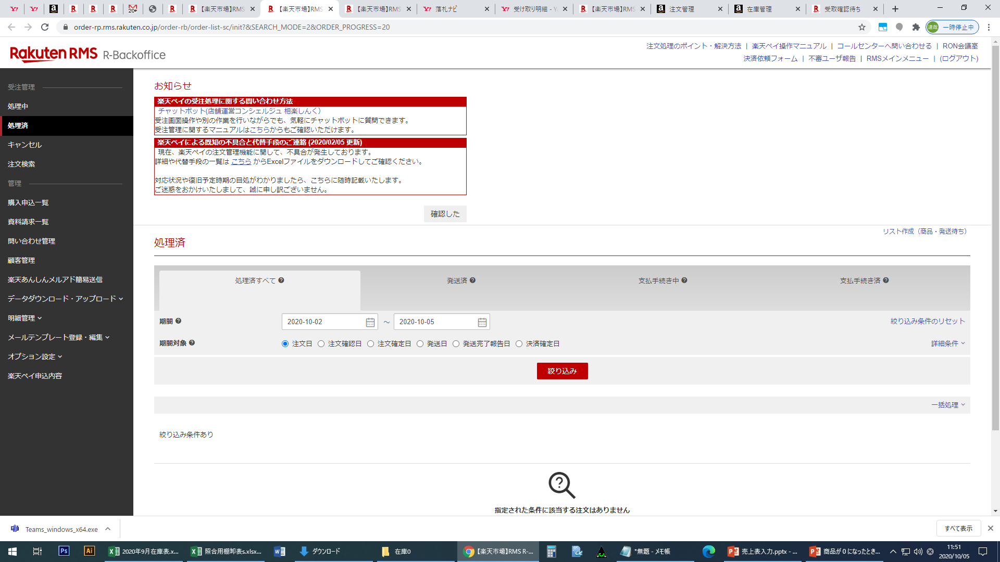 【楽天市場】RMS
【楽天市場】RMS
【楽天市場】RMS
落札ナビ
受け取り明細 - Ya
【楽天市場】RMS
注文管理
在庫管理
受取確認待ち
order-rp.rms.rakuten.co.jp/order-rb/order-list-sc/init?&SEARCH_MODE=2&ORDER_PROGRESS=20
達哉 一時停止中
Rakuten RMS R-Backoffice
注文処理のポイント・解決方法 | 楽天ペイ操作マニュアル | コールセンターへ問い合わせる | RON会議室
決済依頼フォーム | 不審ユーザ報告 | RMSメインメニュー | (ログアウト)
受注管理
処理中
処理済
キャンセル
注文検索
管理
購入申込一覧
資料請求一覧
問い合わせ管理
顧客管理
楽天あんしんメルアド簡易送信
データダウンロード・アップロード
明細管理
メールテンプレート登録・編集
オプション設定
楽天ペイ申込内容
お知らせ
楽天ペイの受注処理に関する問い合わせ方法
チャットボット(店舗運営コンシェルジュ 相楽しんく)
受注画面操作や別の作業を行いながらでも、気軽にチャットボットに質問できます。
受注管理に関するマニュアルはこちらからもご確認いただけます。
楽天ペイによる既知の不具合と代替手段のご連絡 (2020/02/05 更新)
現在、楽天ペイの注文管理機能に関して、不具合が発生しております。
詳細や代替手段の一覧は こちら からExcelファイルをダウンロードしてご確認ください。
対応状況や復旧予定時期の目処がわかりましたら、こちらに随時記載いたします。
ご迷惑をおかけいたしまして、誠に申し訳ございません。
確認した
リスト作成（商品・発送待ち）
処理済
処理済すべて
発送済
支払手続き中
支払手続き済
期間
2020-10-02 ～ 2020-10-05
絞り込み条件のリセット
期間対象
注文日 注文確認日 注文確定日 発送日 発送完了報告日 決済確定日
詳細条件
絞り込み
一括処理
絞り込み条件あり
指定された条件に該当する注文はありません
Teams_windows_x64.exe
すべて表示
2020年9月在庫表.x...
照合用棚卸表s.xlsx...
ダウンロード
在庫0
【楽天市場】RMS R-...
*無題 - メモ帳
売上表入力.pptx - ...
商品が０になったとき...
11:51
2020/10/05